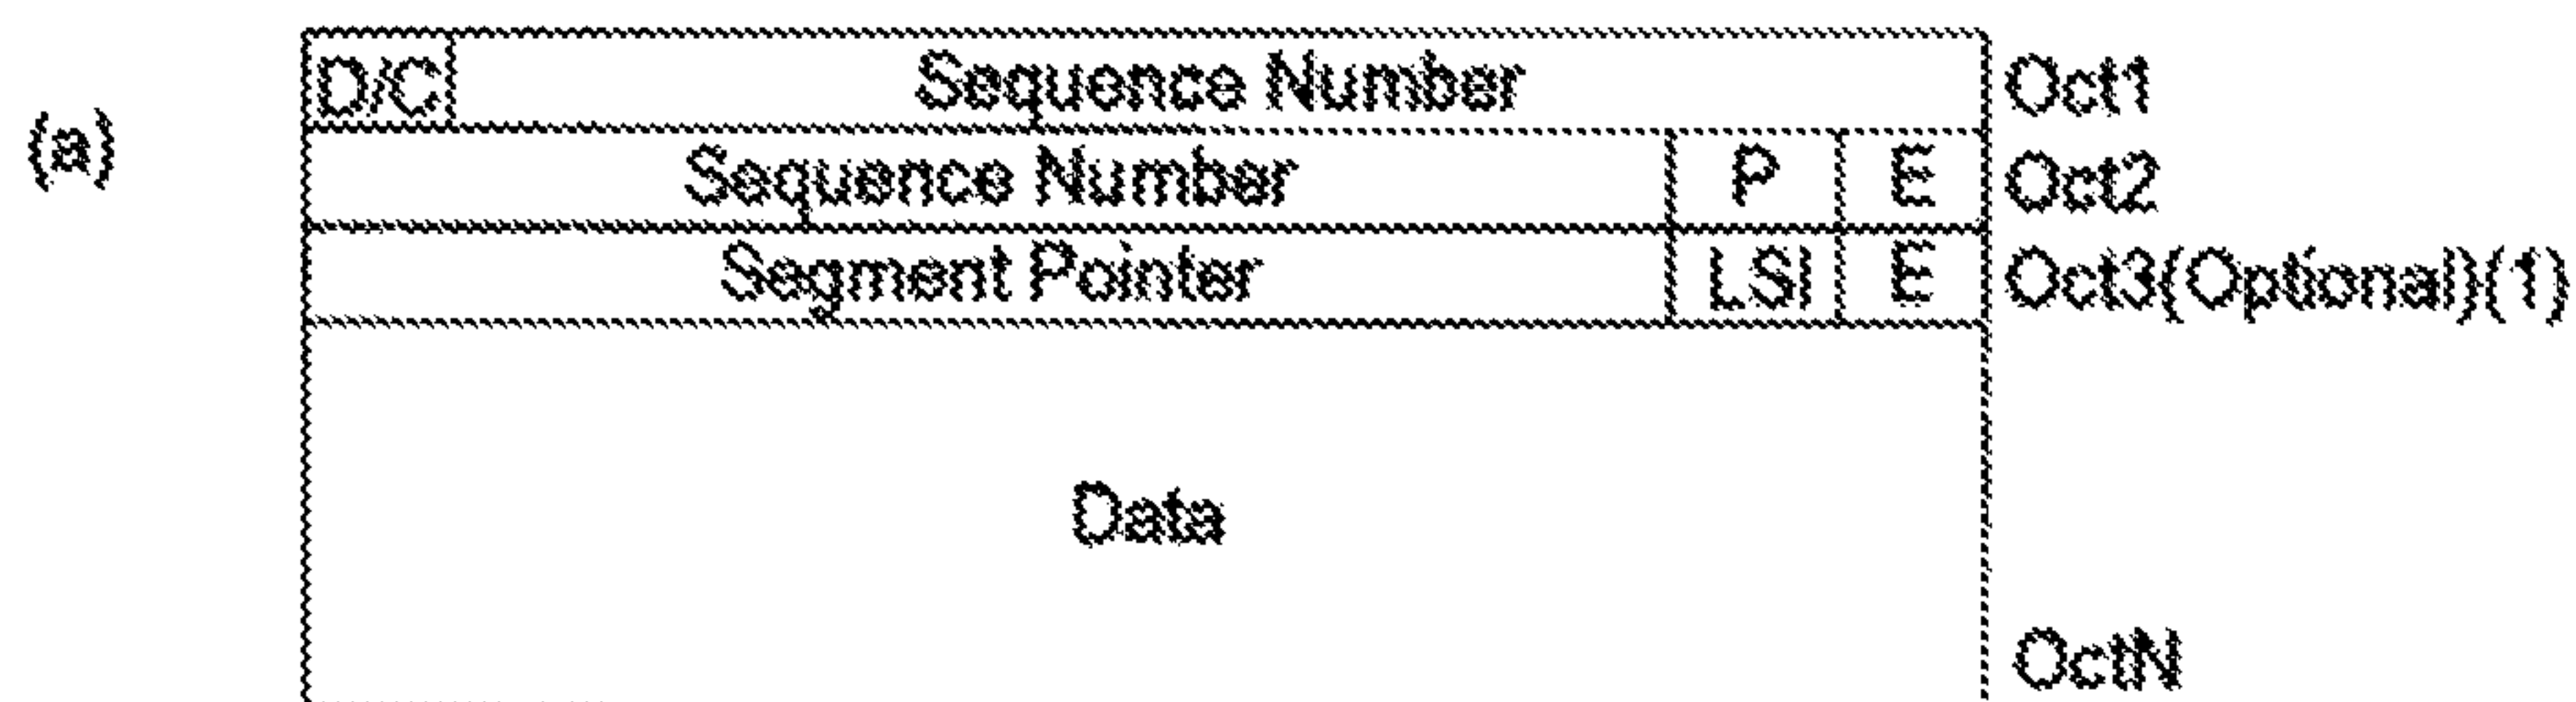 D/C Sequence Number Oct1
(a)
Sequence Number P E Oct2
Segment Pointer LSI E Oct3(Optional)(1)
Data
OctN